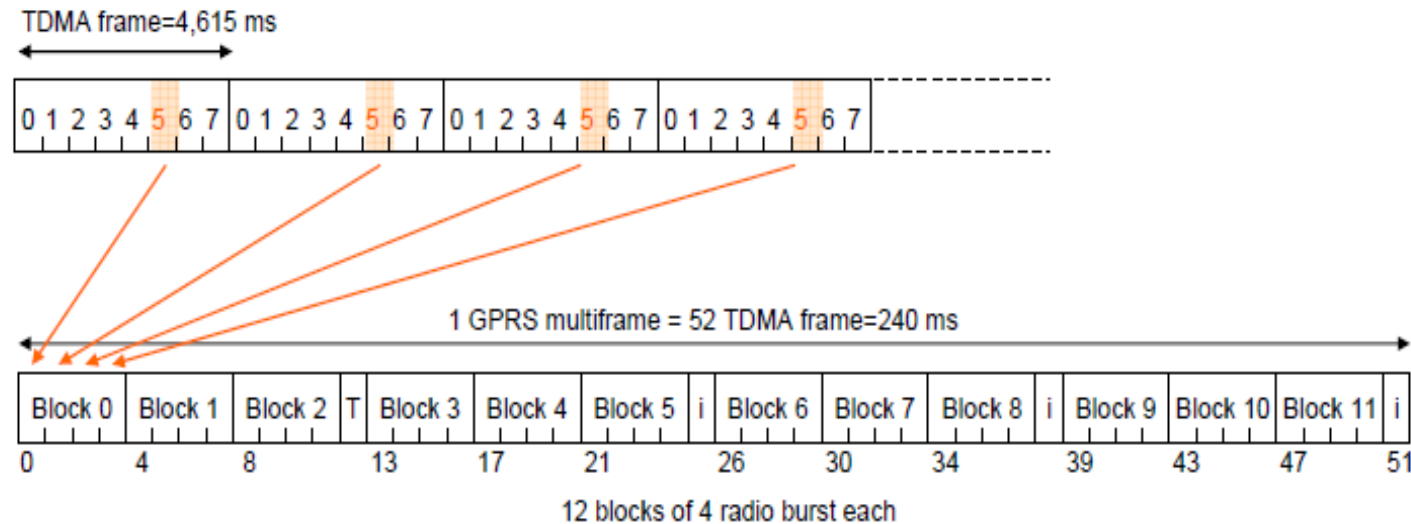 TDMA frame=4,615 ms
0 1 2 3 4 5 6 7 0 1 2 3 4 5 6 7 0 1 2 3 4 5 6 7 0 1 2 3 4 5 6 7
1 GPRS multiframe = 52 TDMA frame=240 ms
Block 0 Block 1 Block 2 T Block 3 Block 4 Block 5 i Block 6 Block 7 Block 8 i Block 9 Block 10 Block 11 i
0 4 8 13 17 21 26 30 34 39 43 47 51
12 blocks of 4 radio burst each